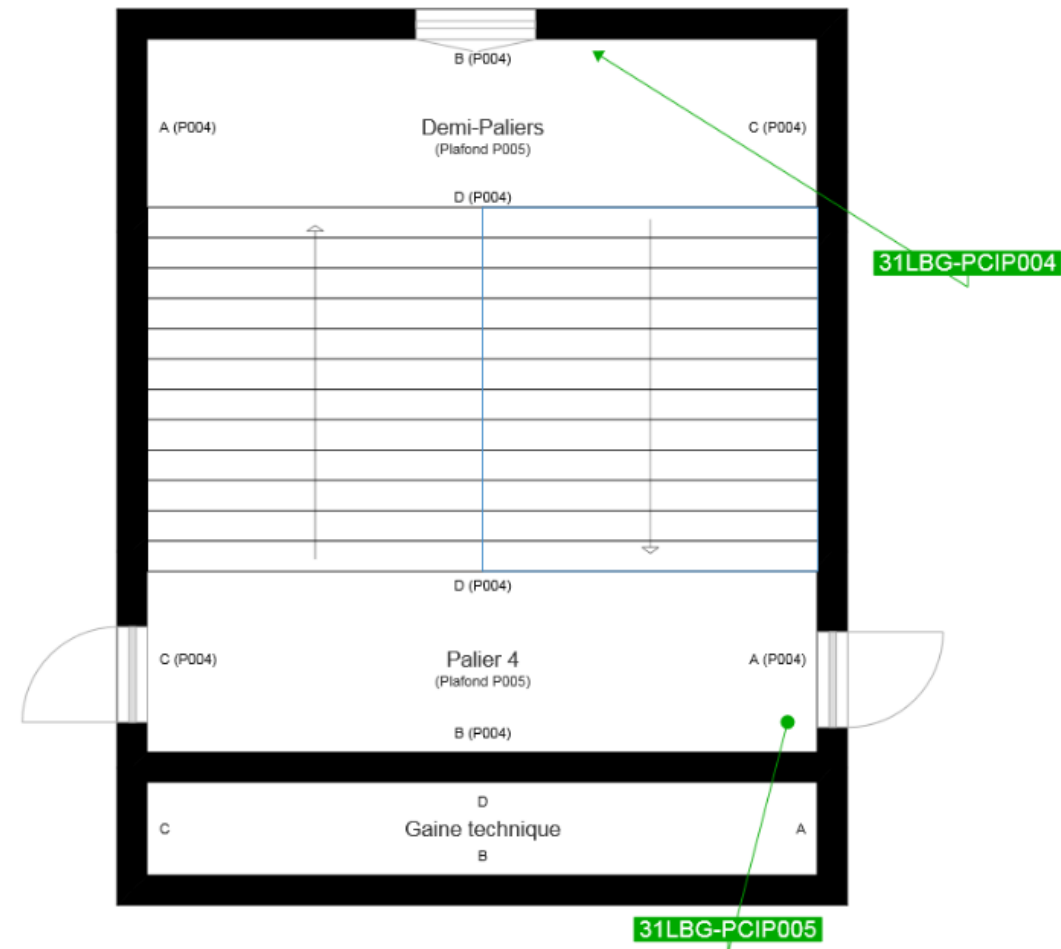 B (P004)
A (P004)
Demi-Paliers
C (P004)
(Plafond P005)
D (P004)
31LBG-PCIP004
D (P004)
C (P004)
Palier 4
A (P004)
(Plafond P005)
B (P004)
D
C
Gaine technique
A
B
31LBG-PCIP005